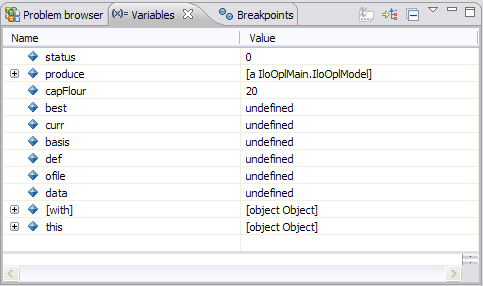 Problem browser (x)= Variables Breakpoints
Name Value
status 0
produce [a IloOplMain.IloOplModel]
capFlour 20
best undefined
curr undefined
basis undefined
def undefined
ofile undefined
data undefined
[with] [object Object]
this [object Object]